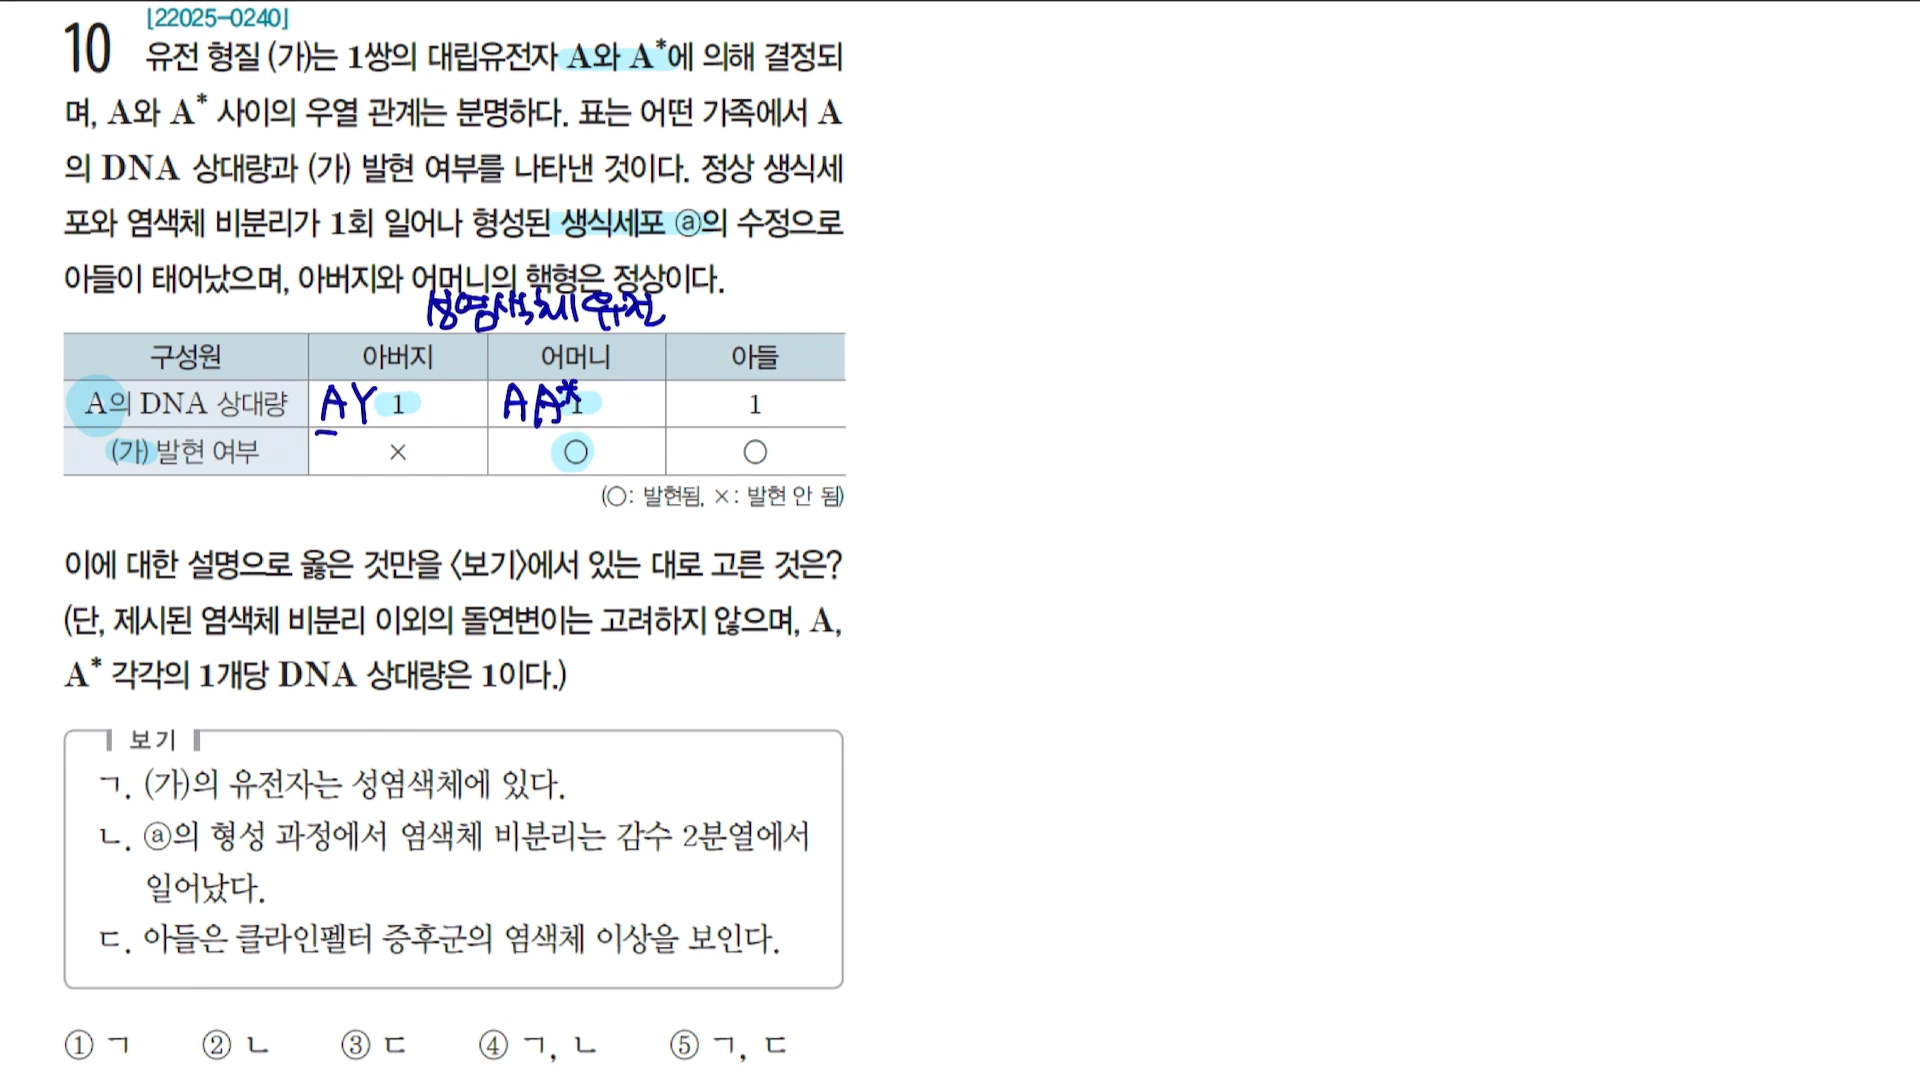 [22025-0240]
10 유전 형질 (가)는 1쌍의 대립유전자 A와 A*에 의해 결정되
며, A와 A* 사이의 우열 관계는 분명하다. 표는 어떤 가족에서 A
의 DNA 상대량과 (가) 발현 여부를 나타낸 것이다. 정상 생식세
포와 염색체 비분리가 1회 일어나 형성된 생식세포 ⓐ의 수정으로
아들이 태어났으며, 아버지와 어머니의 핵형은 정상이다.
성염색체 유전
구성원 아버지 어머니 아들
A의 DNA 상대량 AY 1 AA* 1 1
(가) 발현 여부 × ○ ○
(○: 발현됨, ×: 발현 안 됨)
이에 대한 설명으로 옳은 것만을 〈보기〉에서 있는 대로 고른 것은?
(단, 제시된 염색체 비분리 이외의 돌연변이는 고려하지 않으며, A,
A* 각각의 1개당 DNA 상대량은 1이다.)
보기
ㄱ. (가)의 유전자는 성염색체에 있다.
ㄴ. ⓐ의 형성 과정에서 염색체 비분리는 감수 2분열에서
일어났다.
ㄷ. 아들은 클라인펠터 증후군의 염색체 이상을 보인다.
① ㄱ ② ㄴ ③ ㄷ ④ ㄱ, ㄴ ⑤ ㄱ, ㄷ